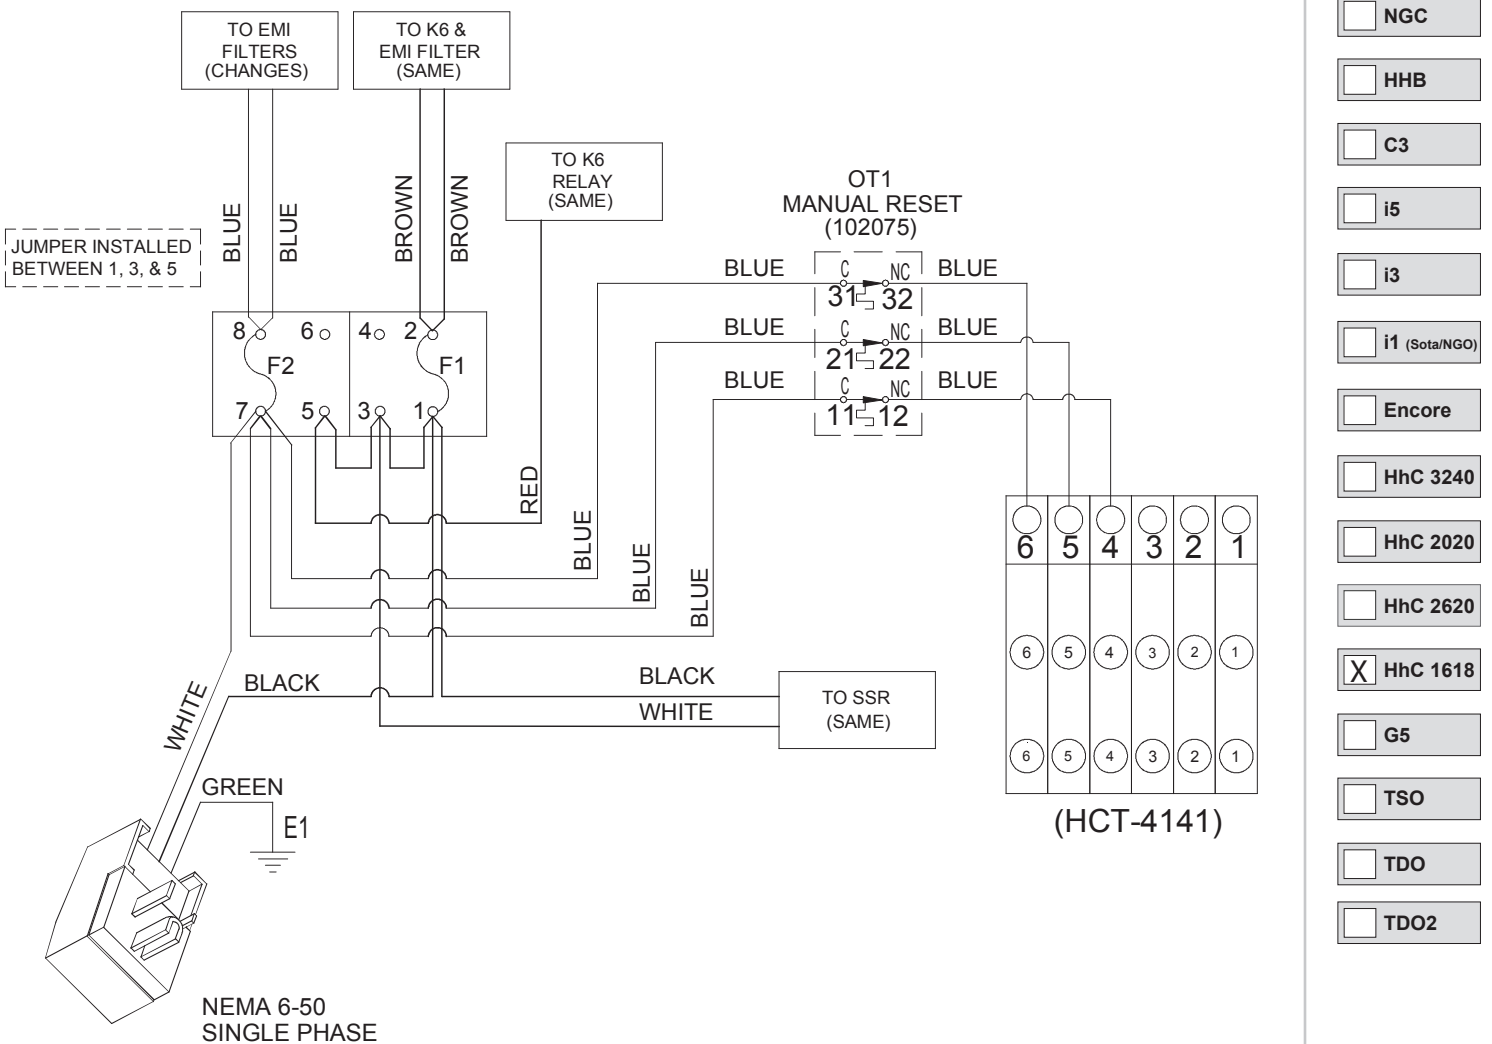 TO EMI
FILTERS
(CHANGES)
TO K6 &
EMI FILTER
(SAME)
TO K6
RELAY
(SAME)
BLUE
BLUE
BROWN
BROWN
JUMPER INSTALLED
BETWEEN 1, 3, & 5
8 6 4 2
F2 F1
7 5 3 1
OT1
MANUAL RESET
(102075)
BLUE C NC BLUE
31 32
BLUE C NC BLUE
21 22
BLUE C NC BLUE
11 12
RED
BLUE
BLUE
BLUE
6 5 4 3 2 1
6 5 4 3 2 1
6 5 4 3 2 1
(HCT-4141)
BLACK
WHITE
BLACK
WHITE
TO SSR
(SAME)
GREEN
E1
NEMA 6-50
SINGLE PHASE
NGC
HHB
C3
i5
i3
i1 (Sota/NGO)
Encore
HhC 3240
HhC 2020
HhC 2620
X HhC 1618
G5
TSO
TDO
TDO2